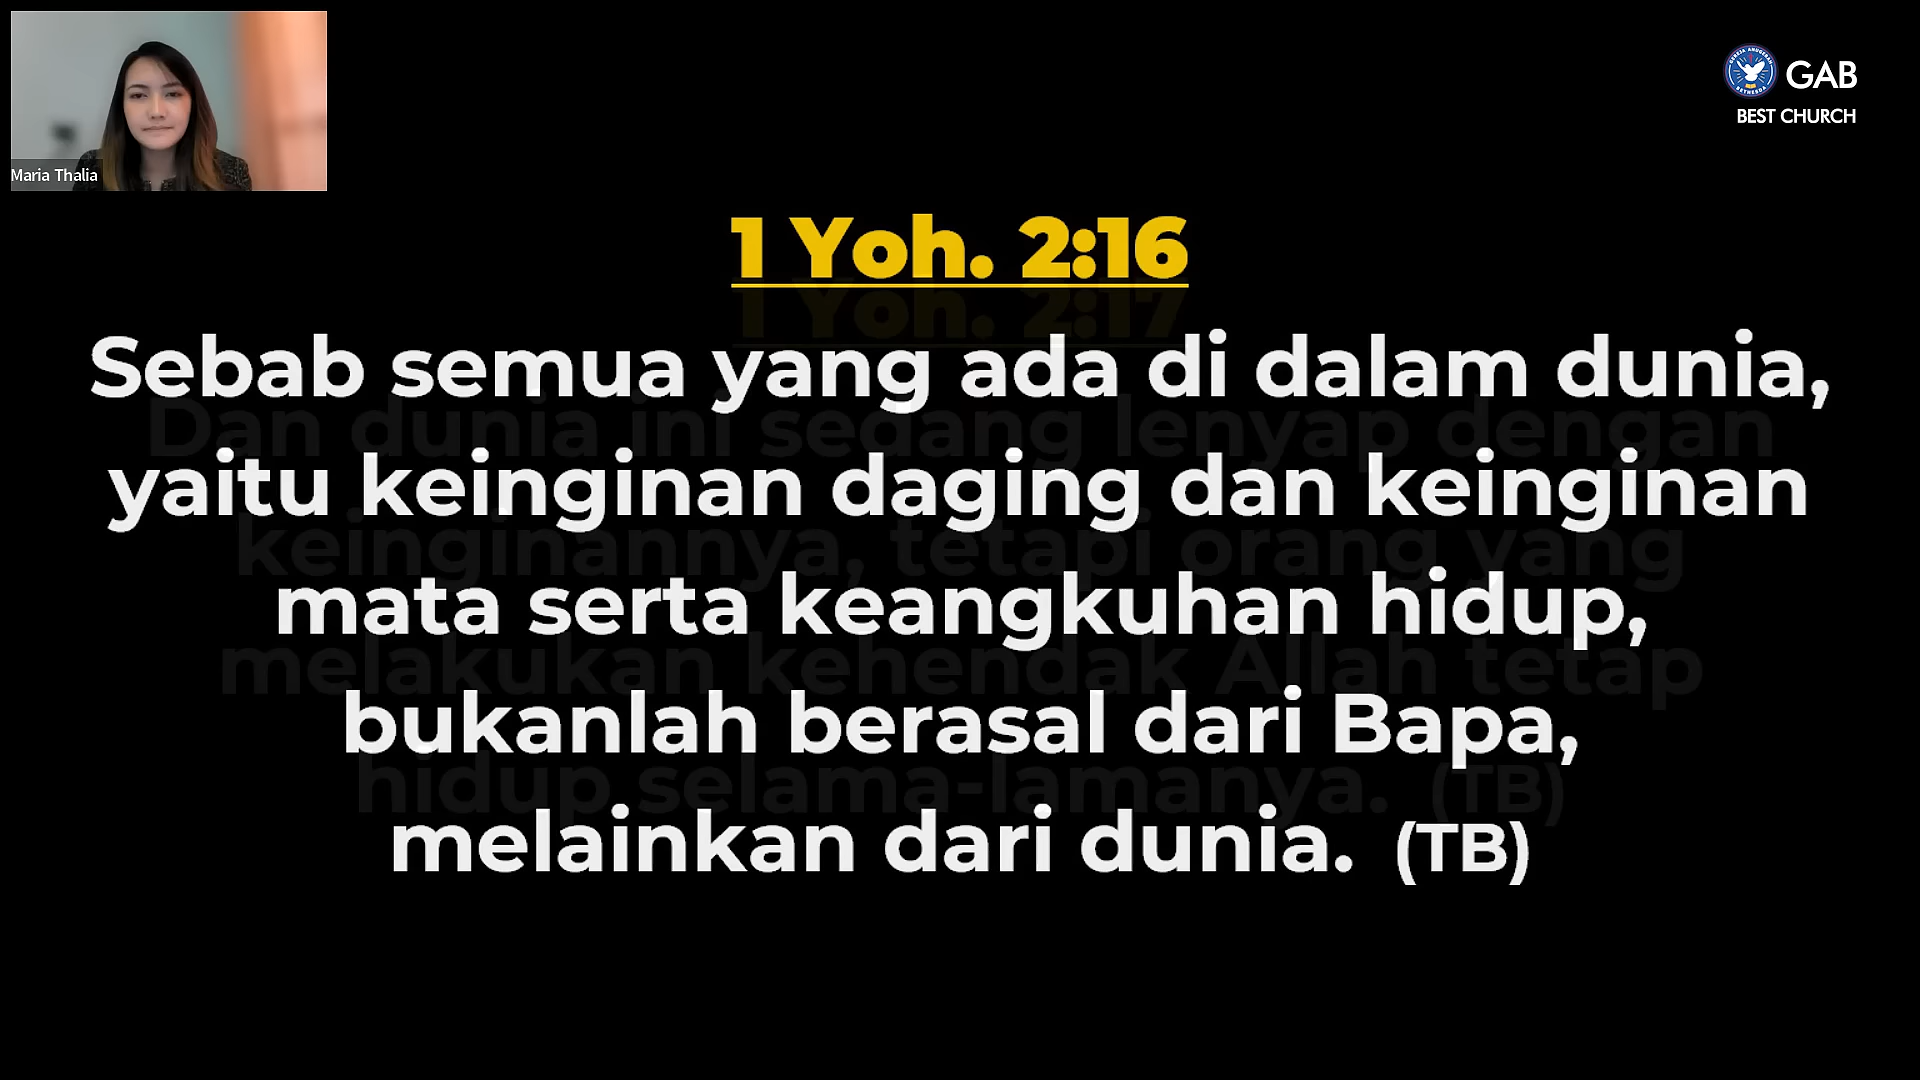 Maria Thalia
GAB
BEST CHURCH
1 Yoh. 2:16
1 Yoh. 2:17
Sebab semua yang ada di dalam dunia,
Dan dunia ini sedang lenyap dengan
yaitu keinginan daging dan keinginan
keinginannya, tetapi orang yang
mata serta keangkuhan hidup,
melakukan kehendak Allah tetap
bukanlah berasal dari Bapa,
hidup selama-lamanya. (TB)
melainkan dari dunia. (TB)